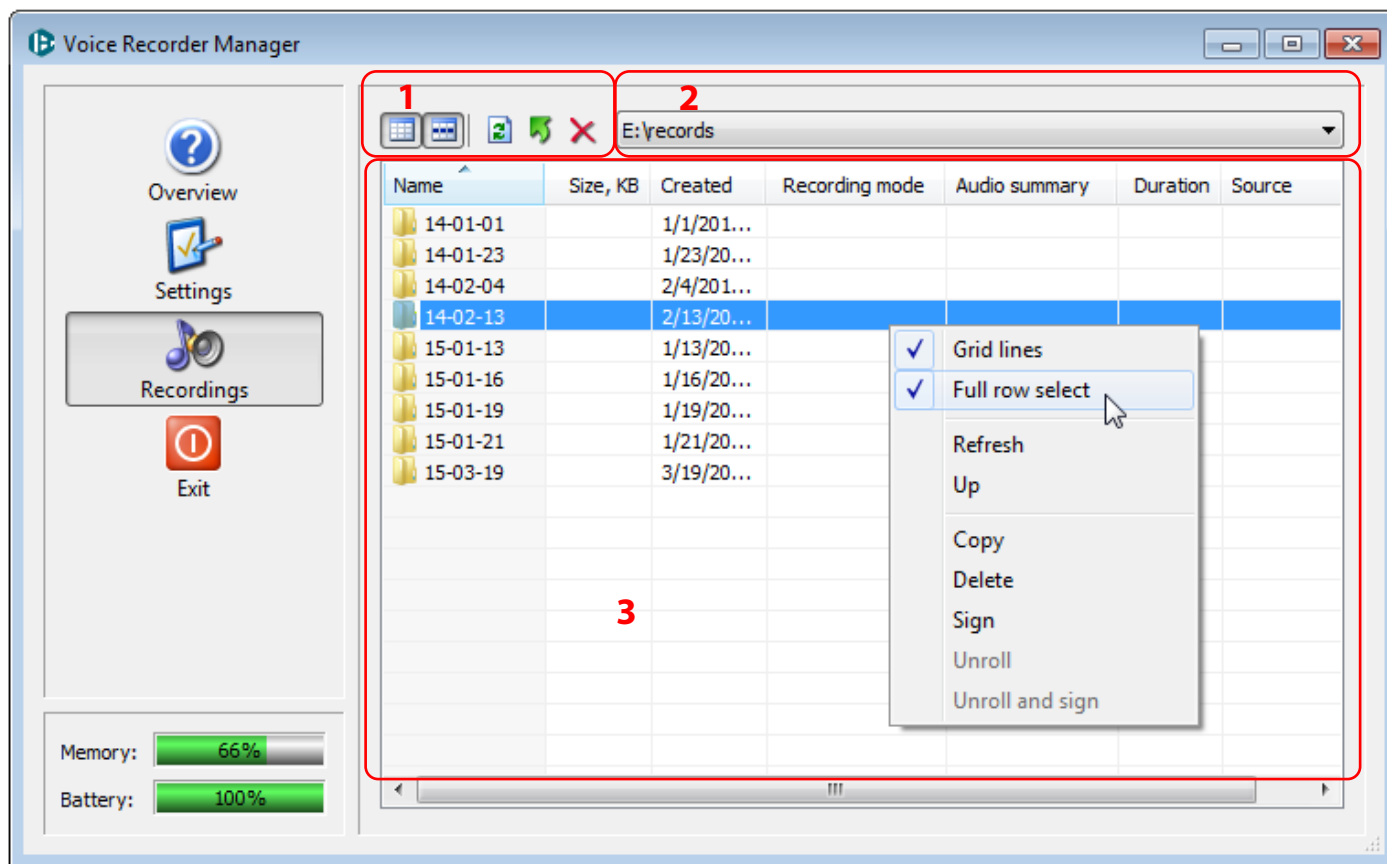 Voice Recorder Manager
Overview
Settings
Recordings
Exit
Memory: 66%
Battery: 100%
1
2
E:\records
Name Size, KB Created Recording mode Audio summary Duration Source
14-01-01 1/1/201...
14-01-23 1/23/20...
14-02-04 2/4/201...
14-02-13 2/13/20...
15-01-13 1/13/20...
15-01-16 1/16/20...
15-01-19 1/19/20...
15-01-21 1/21/20...
15-03-19 3/19/20...
3
Grid lines
Full row select
Refresh
Up
Copy
Delete
Sign
Unroll
Unroll and sign